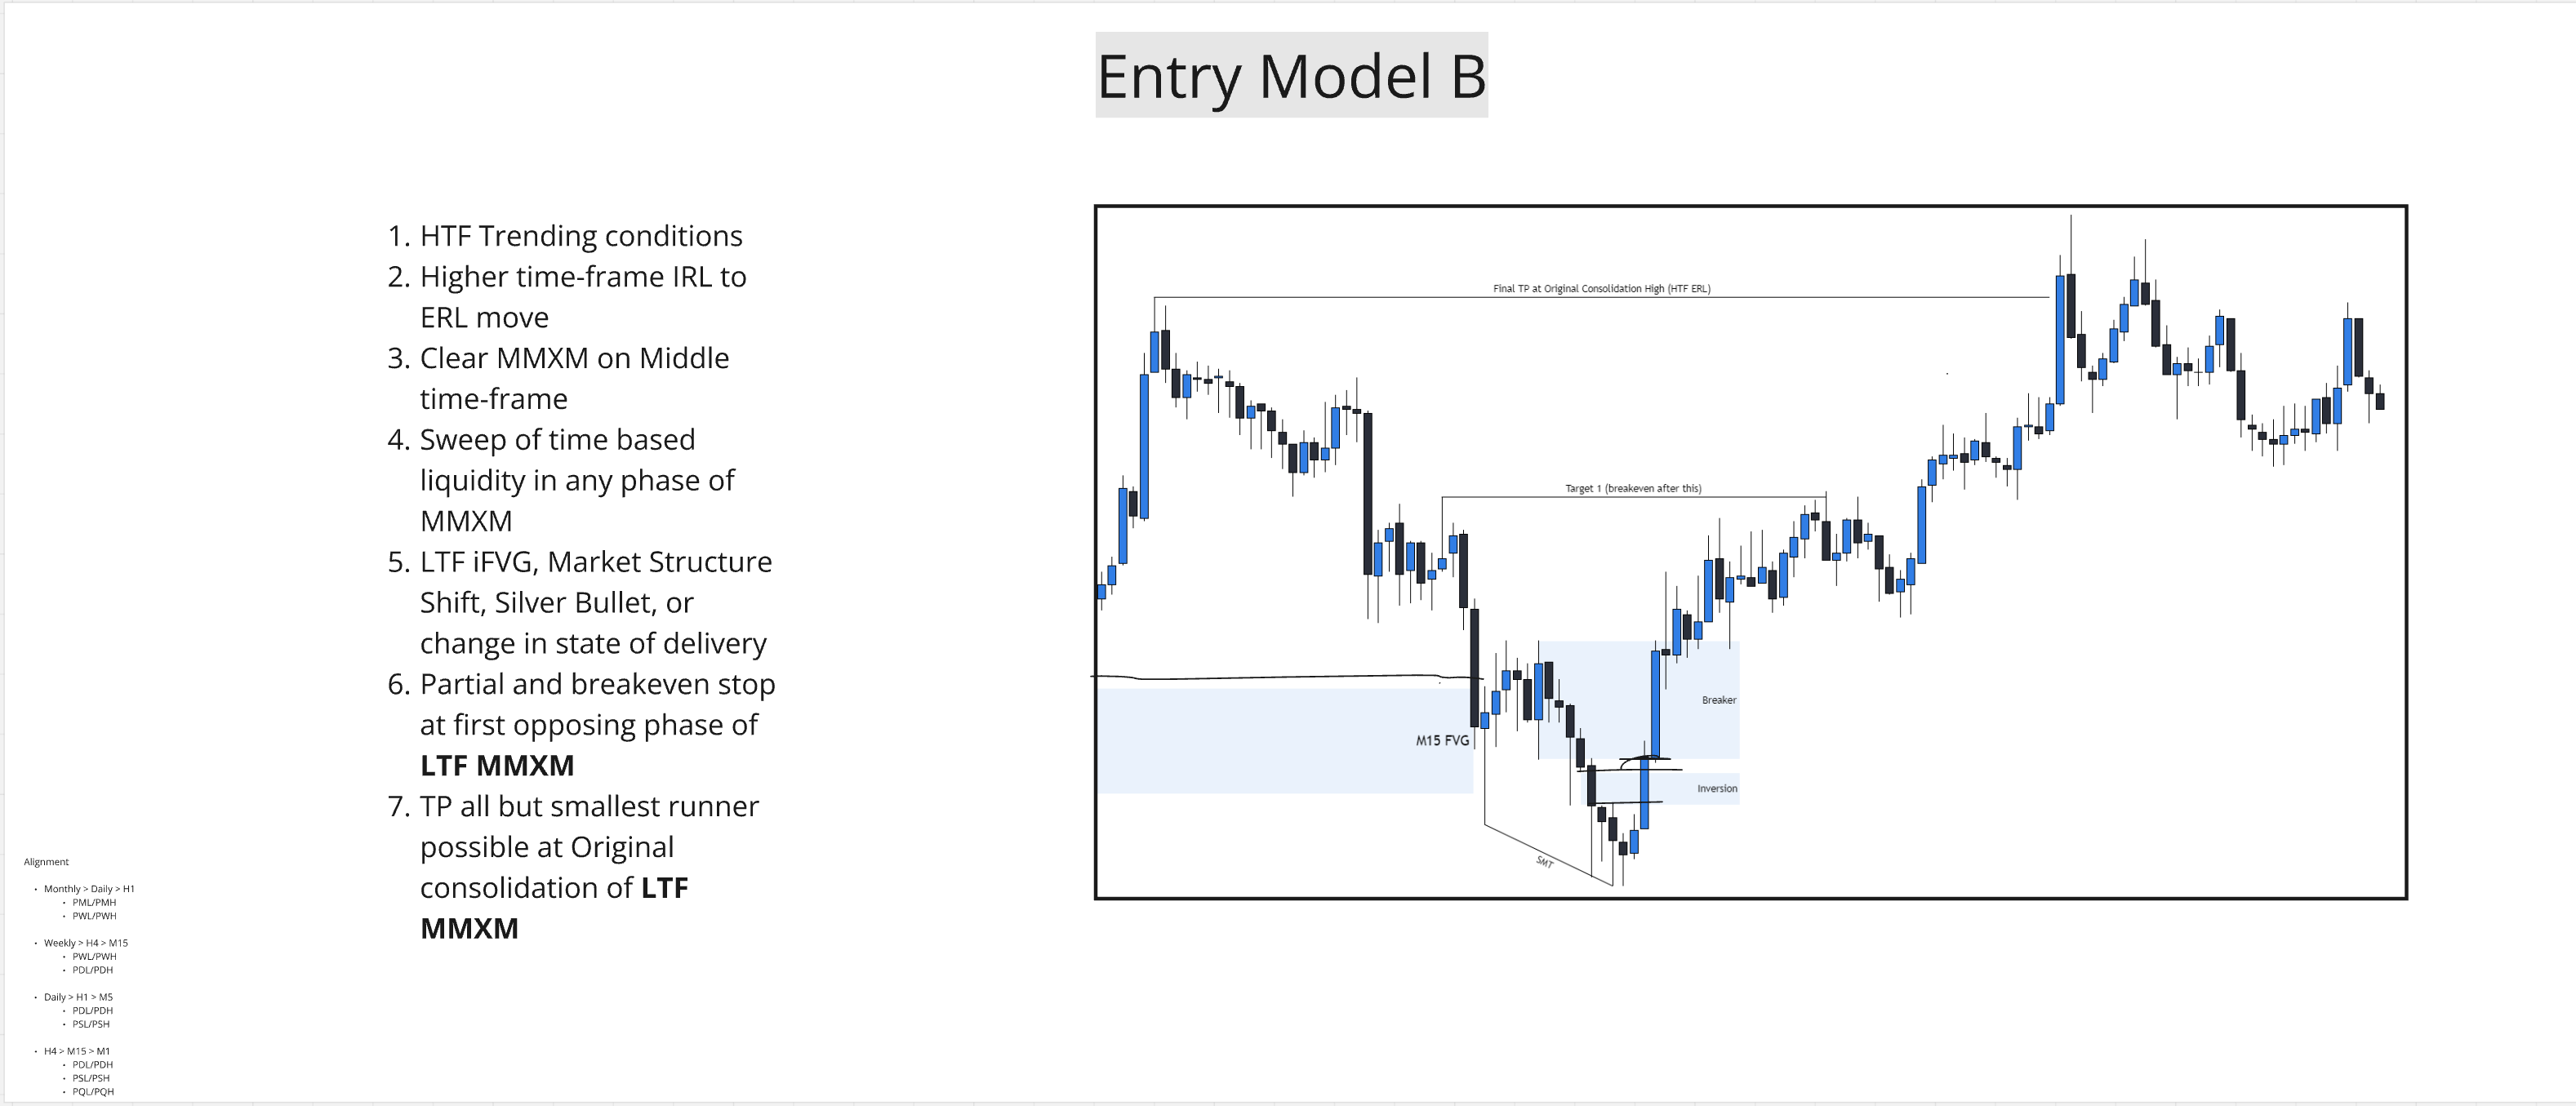 Entry Model B
1. HTF Trending conditions
2. Higher time-frame IRL to
ERL move
3. Clear MMXM on Middle
time-frame
4. Sweep of time based
liquidity in any phase of
MMXM
5. LTF iFVG, Market Structure
Shift, Silver Bullet, or
change in state of delivery
6. Partial and breakeven stop
at first opposing phase of
LTF MMXM
7. TP all but smallest runner
possible at Original
consolidation of LTF
MMXM
Alignment
• Monthly > Daily > H1
• PML/PMH
• PWL/PWH
• Weekly > H4 > M15
• PWL/PWH
• PDL/PDH
• Daily > H1 > M5
• PDL/PDH
• PSL/PSH
• H4 > M15 > M1
• PDL/PDH
• PSL/PSH
• PQL/PQH
Final TP at Original Consolidation High (HTF ERL)
Target 1 (breakeven after this)
Breaker
M15 FVG
Inversion
SMT